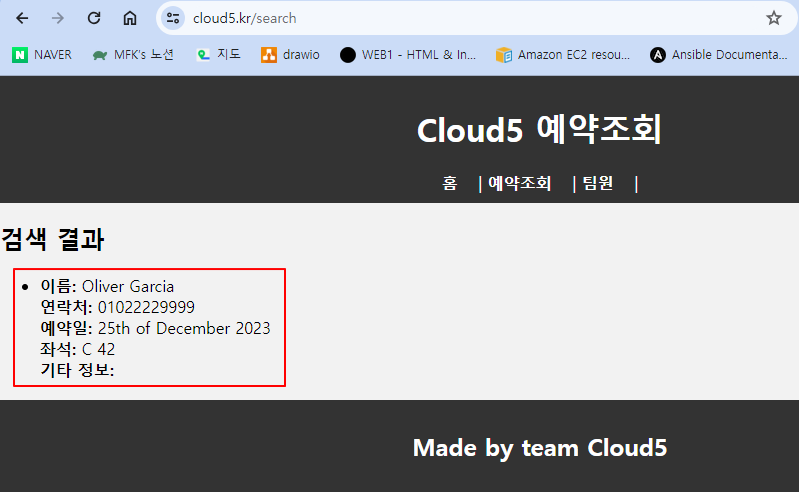 cloud5.kr/search
NAVER MFK's 노션 지도 drawio WEB1 - HTML & In... Amazon EC2 resou... Ansible Documenta...
Cloud5 예약조회
홈 | 예약조회 | 팀원 |
검색 결과
• 이름: Oliver Garcia
연락처: 01022229999
예약일: 25th of December 2023
좌석: C 42
기타 정보:
Made by team Cloud5